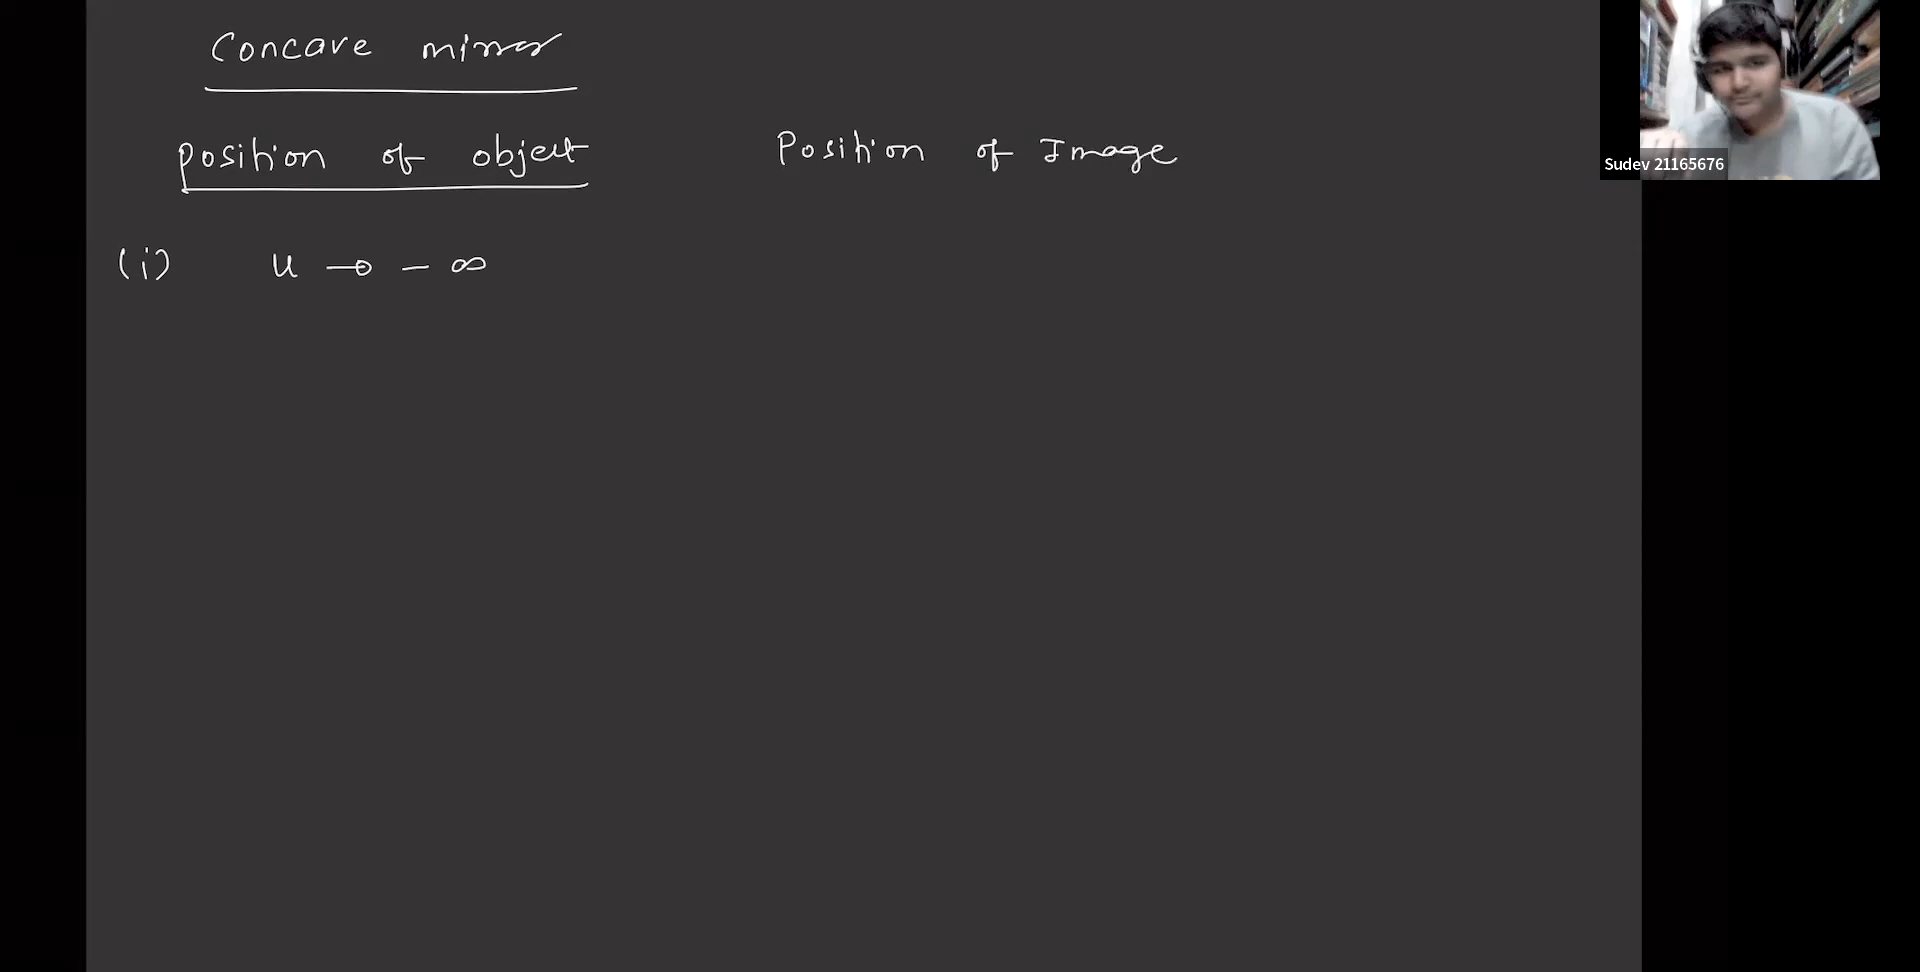 Concave mirror
Position of object Position of Image
(i) u → - ∞
Sudev 21165676